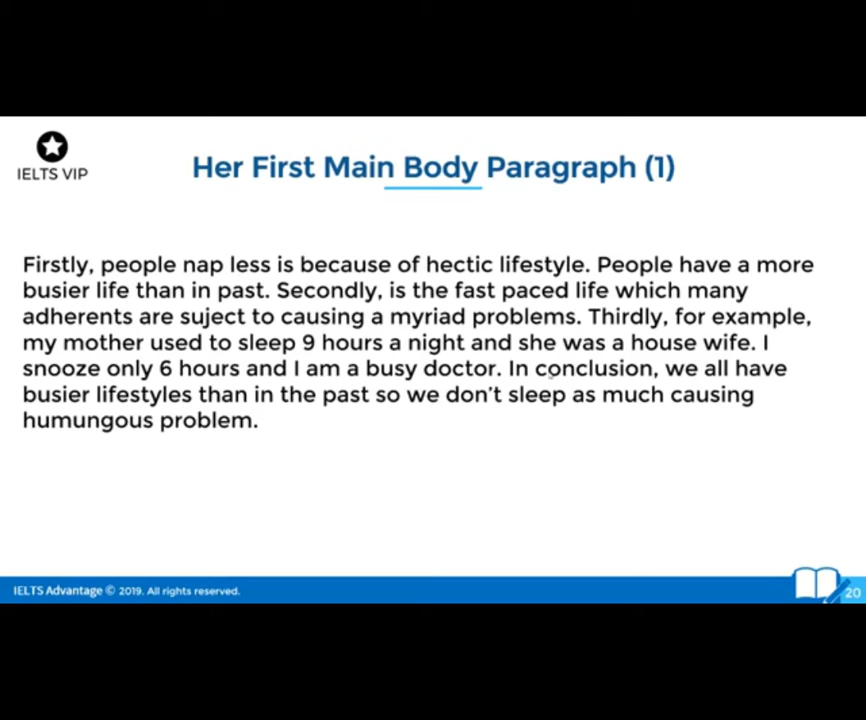 IELTS VIP
Her First Main Body Paragraph (1)
Firstly, people nap less is because of hectic lifestyle. People have a more
busier life than in past. Secondly, is the fast paced life which many
adherents are suject to causing a myriad problems. Thirdly, for example,
my mother used to sleep 9 hours a night and she was a house wife. I
snooze only 6 hours and I am a busy doctor. In conclusion, we all have
busier lifestyles than in the past so we don't sleep as much causing
humungous problem.
IELTS Advantage © 2019. All rights reserved.
20